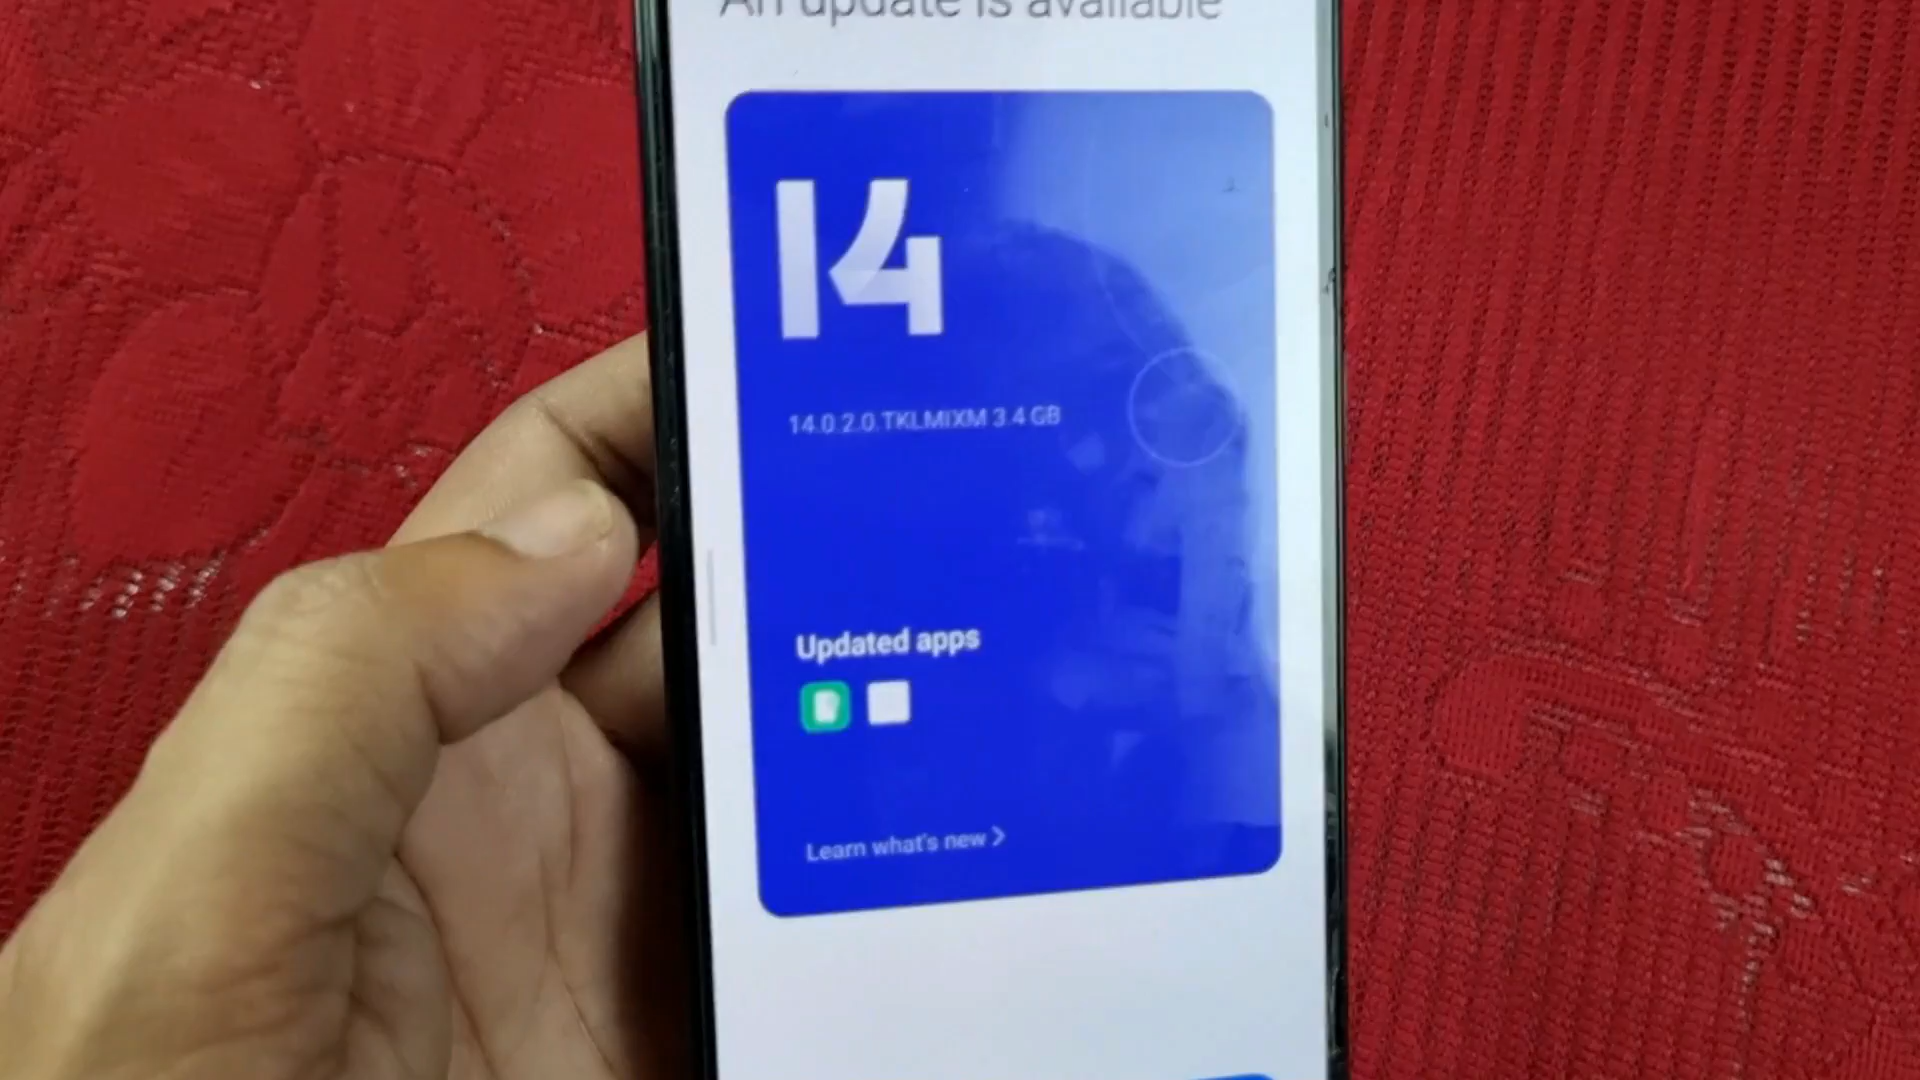 An update is available
14
14.0.2.0.TKLMIXM 3.4 GB
Updated apps
Learn what's new >